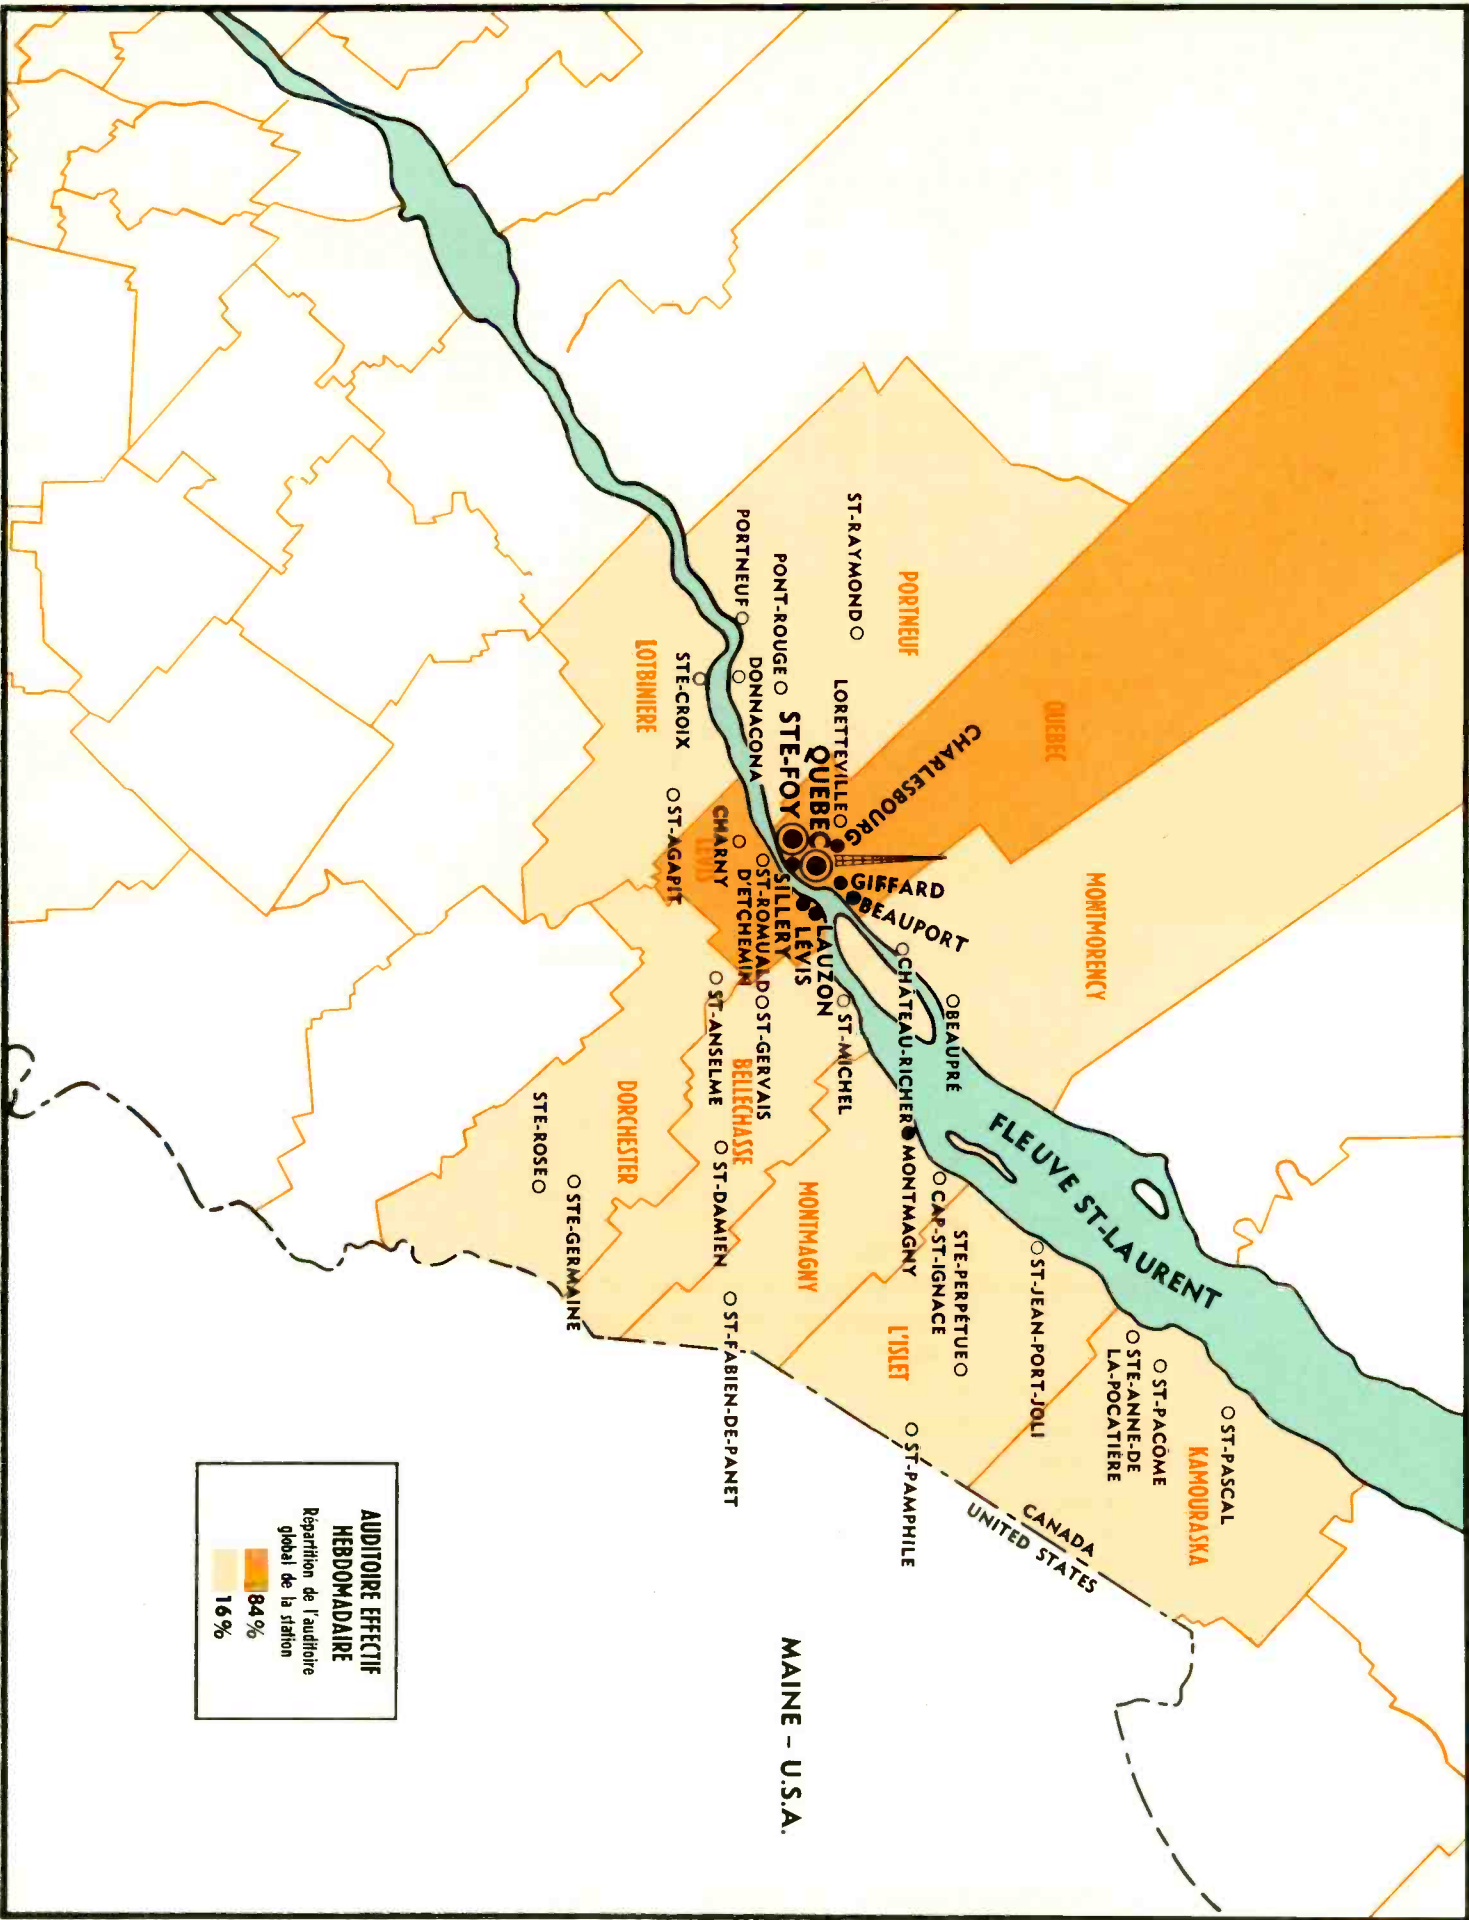 KAMOURASKA
ST-PASCAL
ST-PACÔME
STE-ANNE-DE
LA-POCATIÈRE
FLEUVE ST-LAURENT
CANADA
UNITED STATES
MONTMORENCY
QUEBEC
ST-JEAN-PORT-JOLI
CHARLESBOURG
BEAUPRÉ
STE-PERPÉTUE
CAP-ST-IGNACE
GIFFARD
BEAUPORT
CHÂTEAU-RICHER
MONTMAGNY
PORTNEUF
L'ISLET
ST-PAMPHILE
ST-RAYMOND
LORETTEVILLE
ST-MICHEL
QUEBEC
LAUZON
STE-FOY
LÉVIS
MONTMAGNY
MAINE - U.S.A.
PONT-ROUGE
SILLERY
DONNACONA
ST-ROMUALD
D'ETCHEMIN
ST-GERVAIS
PORTNEUF
BELLECHASSE
CHARNY
LÉVIS
ST-ANSELME
ST-DAMIEN
ST-FABIEN-DE-PANET
STE-CROIX
ST-AGAPIT
LOTBINIERE
DORCHESTER
STE-GERMAINE
STE-ROSE
AUDITOIRE EFFECTIF
HEBDOMADAIRE
Répartition de l'auditoire
global de la station
84%
16%